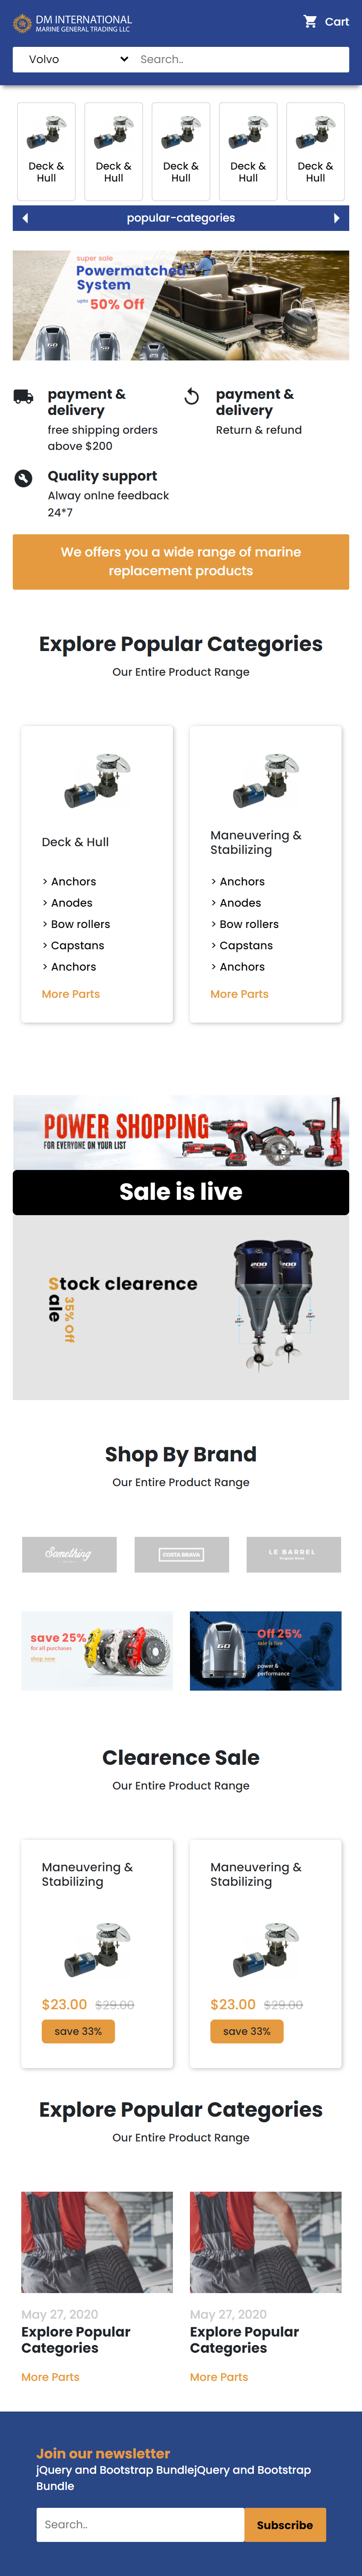 DM INTERNATIONAL
MARINE GENERAL TRADING LLC
Cart
Volvo
Search..
Deck &
Hull
Deck &
Hull
Deck &
Hull
Deck &
Hull
Deck &
Hull
popular-categories
super sale
Powermatched
System
upto 50% Off
60
50
payment &
delivery
free shipping orders
above $200
payment &
delivery
Return & refund
Quality support
Alway onlne feedback
24*7
We offers you a wide range of marine
replacement products
Explore Popular Categories
Our Entire Product Range
Deck & Hull
> Anchors
> Anodes
> Bow rollers
> Capstans
> Anchors
More Parts
Maneuvering &
Stabilizing
> Anchors
> Anodes
> Bow rollers
> Capstans
> Anchors
More Parts
POWER SHOPPING
FOR EVERYONE ON YOUR LIST
Sale is live
Stock clearence
Sale
35% Off
200
200
Shop By Brand
Our Entire Product Range
Something
COSTA BRAVA
LE BARREL
save 25%
for all purchases
shop now
60
Off 25%
sale is live
power &
performance
Clearence Sale
Our Entire Product Range
Maneuvering &
Stabilizing
$23.00 $29.00
save 33%
Maneuvering &
Stabilizing
$23.00 $29.00
save 33%
Explore Popular Categories
Our Entire Product Range
May 27, 2020
Explore Popular
Categories
More Parts
May 27, 2020
Explore Popular
Categories
More Parts
Join our newsletter
jQuery and Bootstrap BundlejQuery and Bootstrap
Bundle
Search..
Subscribe